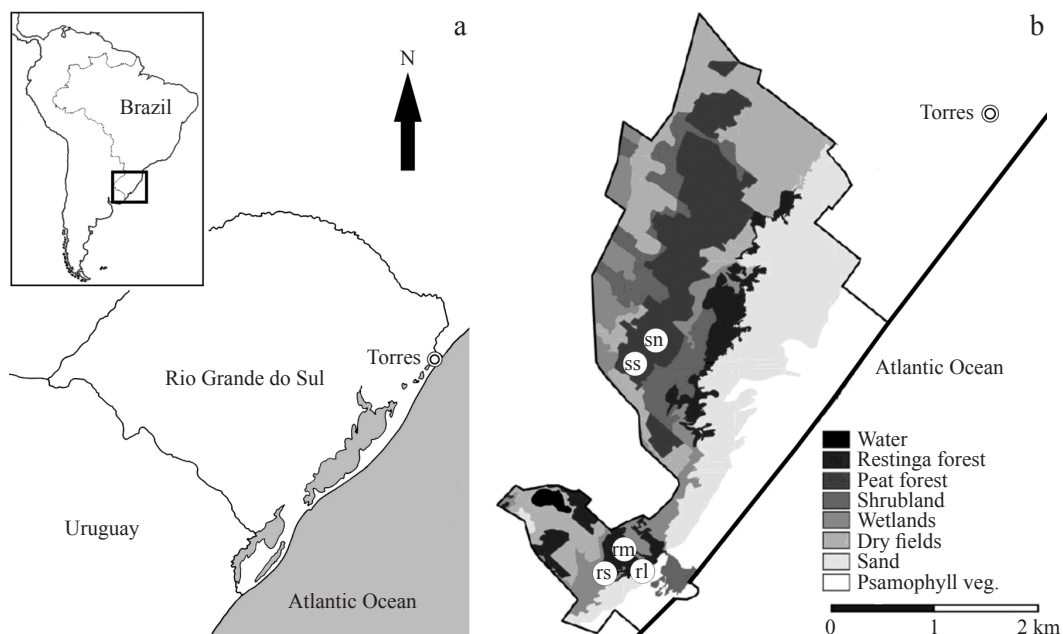 a
Brazil
N
Torres
Rio Grande do Sul
Uruguay
Atlantic Ocean
b
Torres
sn
ss
Atlantic Ocean
Water
Restinga forest
Peat forest
Shrubland
Wetlands
Dry fields
Sand
Psamophyll veg.
rm
rs
rl
0 1 2 km